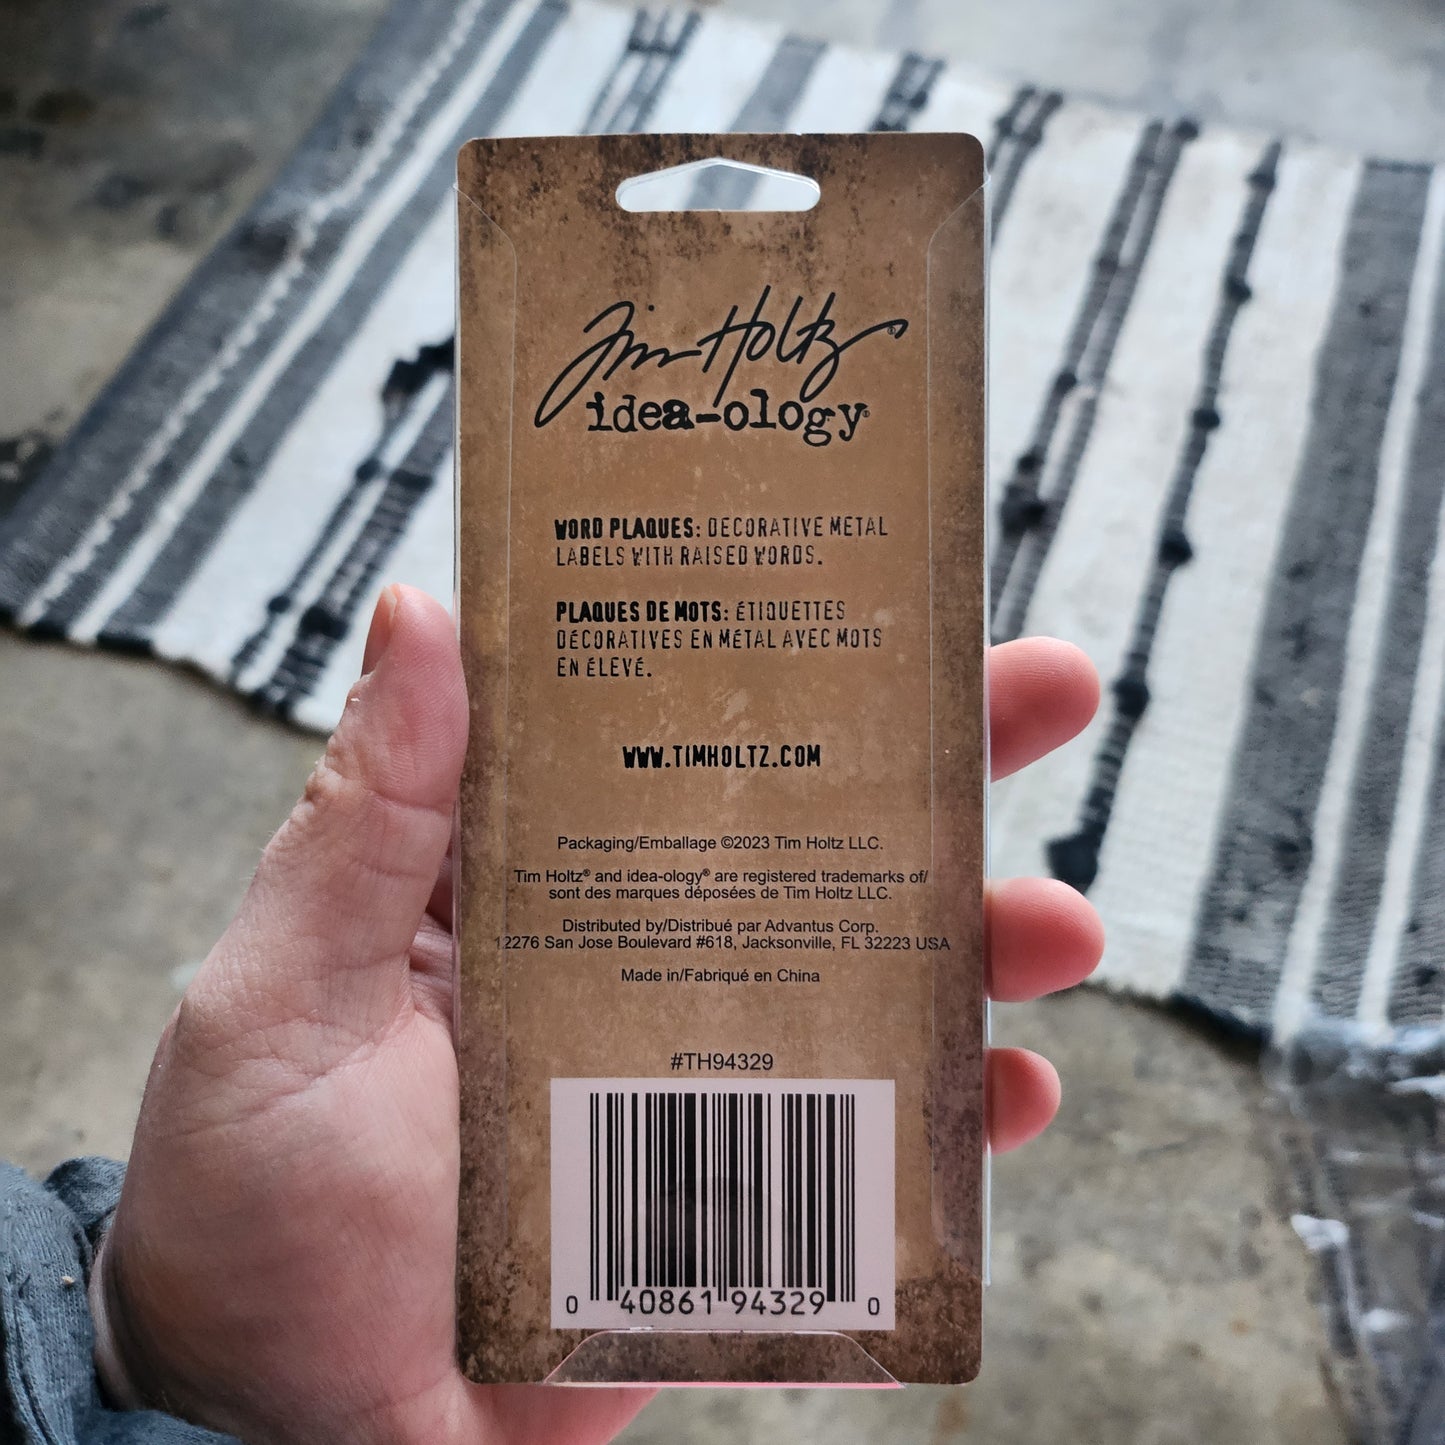 Tim Holtz®
idea-ology®
WORD PLAQUES: DECORATIVE METAL
LABELS WITH RAISED WORDS.
PLAQUES DE MOTS: ÉTIQUETTES
DÉCORATIVES EN MÉTAL AVEC MOTS
EN ÉLEVÉ.
WWW.TIMHOLTZ.COM
Packaging/Emballage ©2023 Tim Holtz LLC.
Tim Holtz® and idea-ology® are registered trademarks of/
sont des marques déposées de Tim Holtz LLC.
Distributed by/Distribué par Advantus Corp.
12276 San Jose Boulevard #618, Jacksonville, FL 32223 USA
Made in/Fabriqué en China
#TH94329
0 40861 94329 0